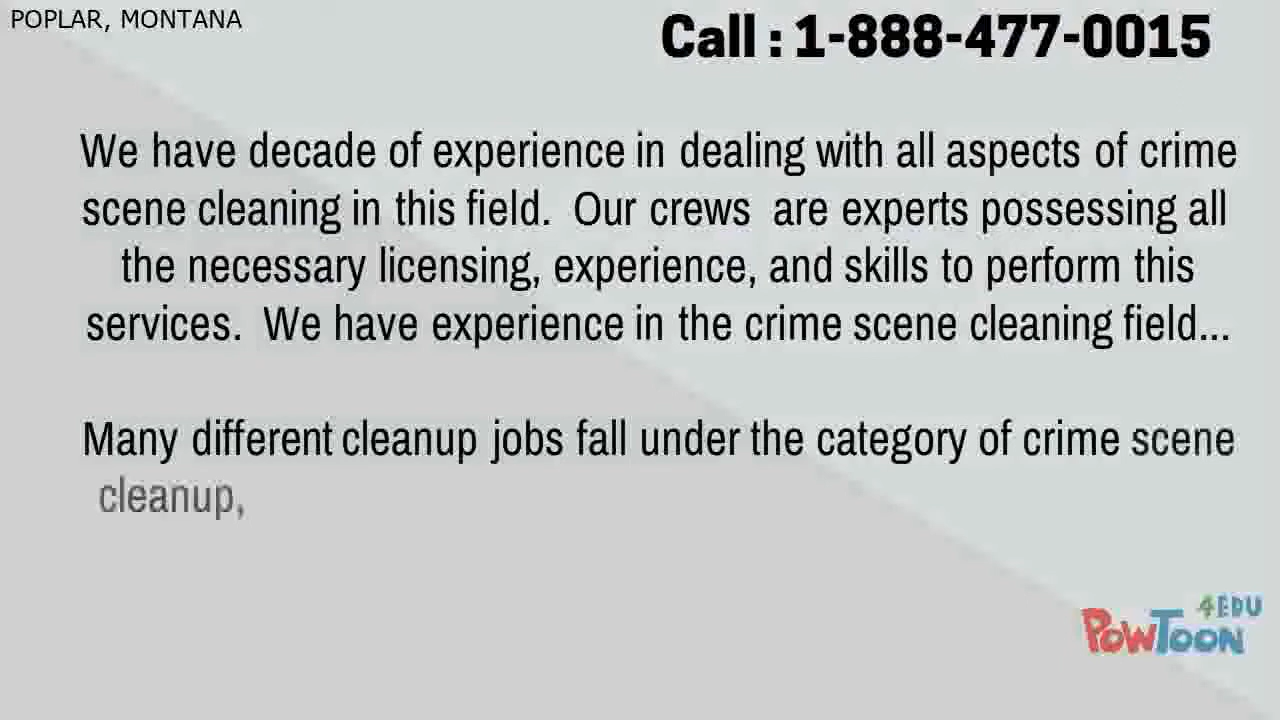 POPLAR, MONTANA
Call : 1-888-477-0015
We have decade of experience in dealing with all aspects of crime
scene cleaning in this field. Our crews are experts possessing all
the necessary licensing, experience, and skills to perform this
services. We have experience in the crime scene cleaning field...
Many different cleanup jobs fall under the category of crime scene
cleanup,
4EDU
POWTOON